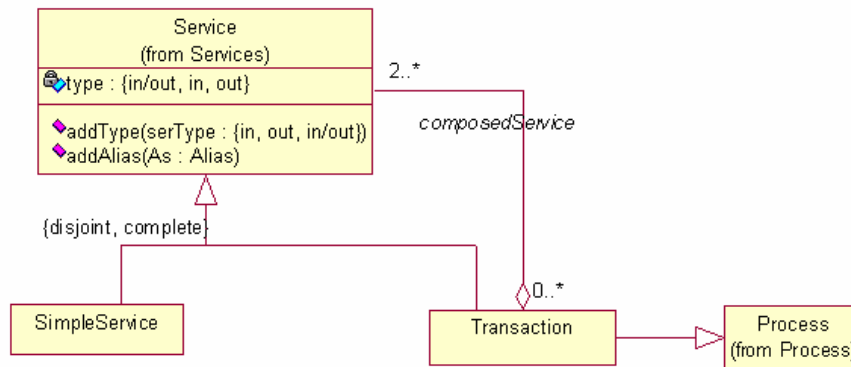 Service
(from Services)
type : {in/out, in, out}
addType(serType : {in, out, in/out})
addAlias(As : Alias)
2..*
composedService
{disjoint, complete}
0..*
SimpleService
Transaction
Process
(from Process)